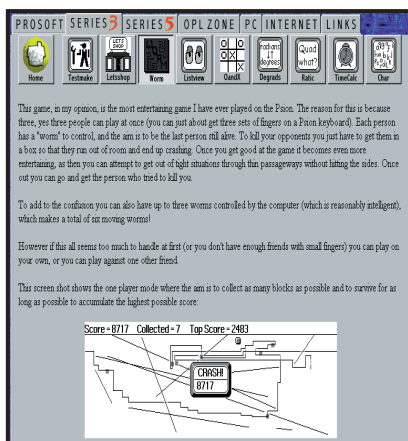 PROSOFT SERIES 3 SERIES 5 OPL ZONE PC INTERNET LINKS
LETS SHOP O X O X radians ↓↑ degrees Quod what?
Home Testmake Letsshop Worm Listview OandX Degrads Ratic TimeCalc Char
This game, in my opinion, is the most entertaining game I have ever played on the Psion. The reason for this is because
three, yes three people can play at once (you can just about get three sets of fingers on a Psion keyboard). Each person
has a "worm" to control, and the aim is to be the last person still alive. To kill your opponents you just have to get them in
a box so that they run out of room and end up crashing. Once you get good at the game it becomes even more
entertaining, as then you can attempt to get out of tight situations through thin passageways without hitting the sides. Once
out you can go and get the person who tried to kill you.
To add to the confusion you can also have up to three worms controlled by the computer (which is reasonably intelligent),
which makes a total of six moving worms!
However if this all seems too much to handle at first (or you don't have enough friends with small fingers) you can play on
your own, or you can play against one other friend.
This screen shot shows the one player mode where the aim is to collect as many blocks as possible and to survive for as
long as possible to accumulate the highest possible score:
Score=8717 Collected=7 Top Score=2483
CRASH!
8717